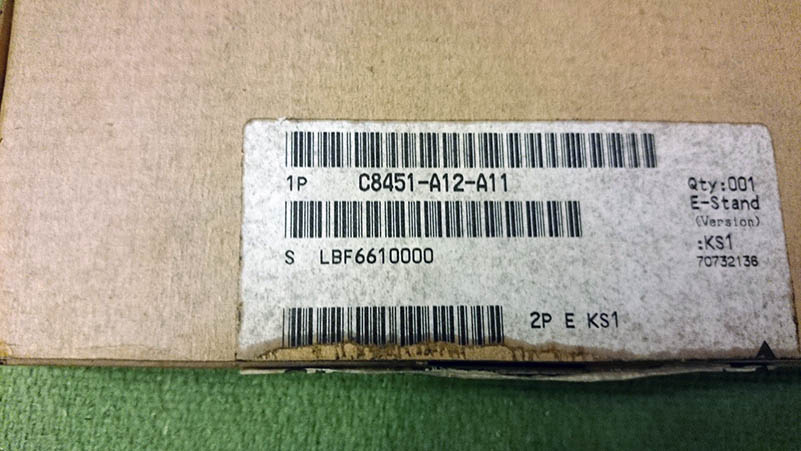 1P C8451-A12-A11
Qty:001
E-Stand
(Version)
:KS1
70732136
S LBF6610000
2P E KS1